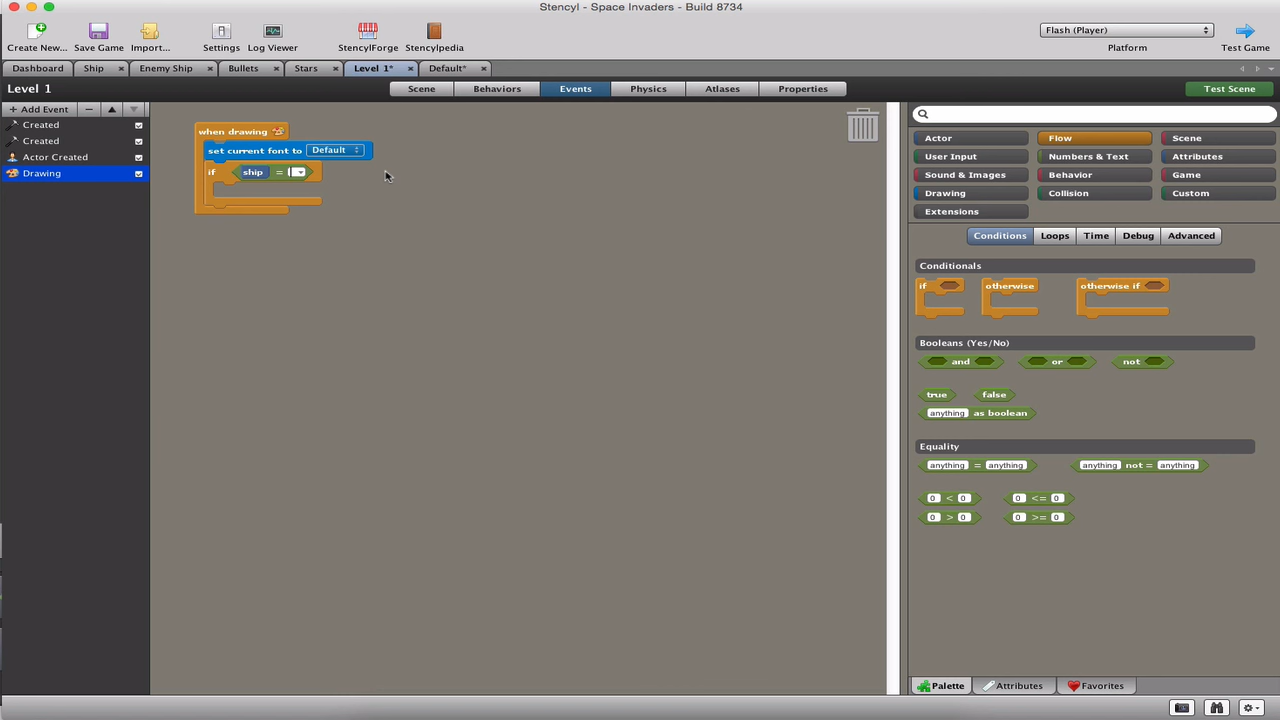 Stencyl - Space Invaders - Build 8734
Create New... Save Game Import... Settings Log Viewer StencylForge Stencylpedia Flash (Player) Platform Test Game
Dashboard Ship Enemy Ship Bullets Stars Level 1* Default*
Level 1 Scene Behaviors Events Physics Atlases Properties Test Scene
Add Event
Created
Created
Actor Created
Drawing
when drawing
set current font to Default
if ship =
Actor Flow Scene
User Input Numbers & Text Attributes
Sound & Images Behavior Game
Drawing Collision Custom
Extensions
Conditions Loops Time Debug Advanced
Conditionals
if otherwise otherwise if
Booleans (Yes/No)
and or not
true false
anything as boolean
Equality
anything = anything anything not = anything
0 < 0 0 <= 0
0 > 0 0 >= 0
Palette Attributes Favorites